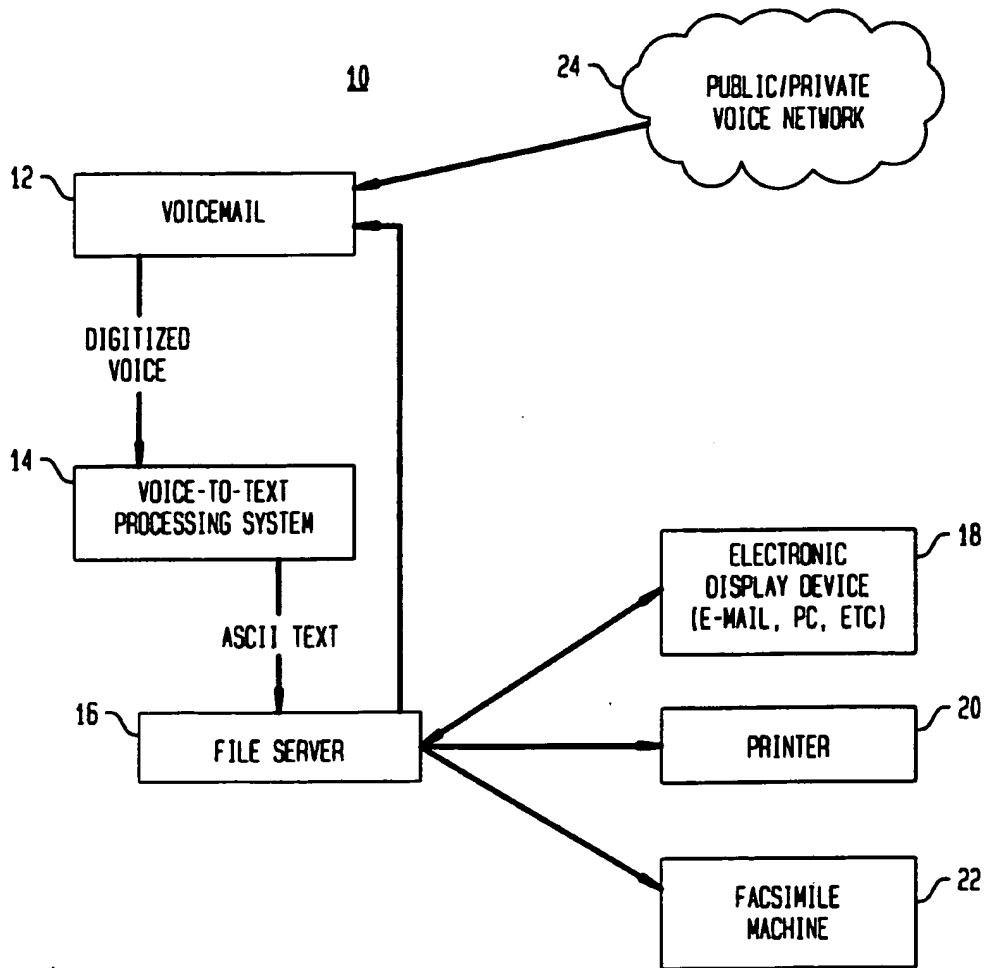 10
24
PUBLIC/PRIVATE
VOICE NETWORK
12
VOICEMAIL
DIGITIZED
VOICE
14
VOICE-TO-TEXT
PROCESSING SYSTEM
ASCII TEXT
16
FILE SERVER
18
ELECTRONIC
DISPLAY DEVICE
(E-MAIL, PC, ETC)
20
PRINTER
22
FACSIMILE
MACHINE